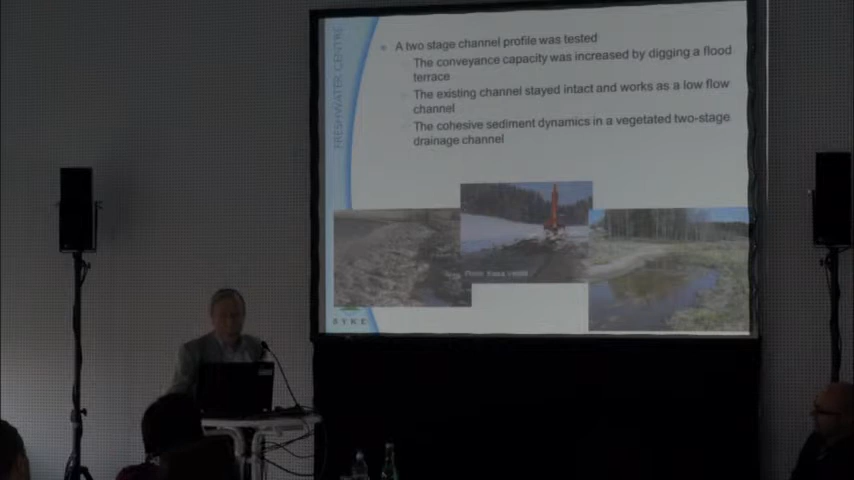 FRESHWATER CENTRE
A two stage channel profile was tested
The conveyance capacity was increased by digging a flood
terrace
The existing channel stayed intact and works as a low flow
channel
The cohesive sediment dynamics in a vegetated two-stage
drainage channel
Photo:
SYKE